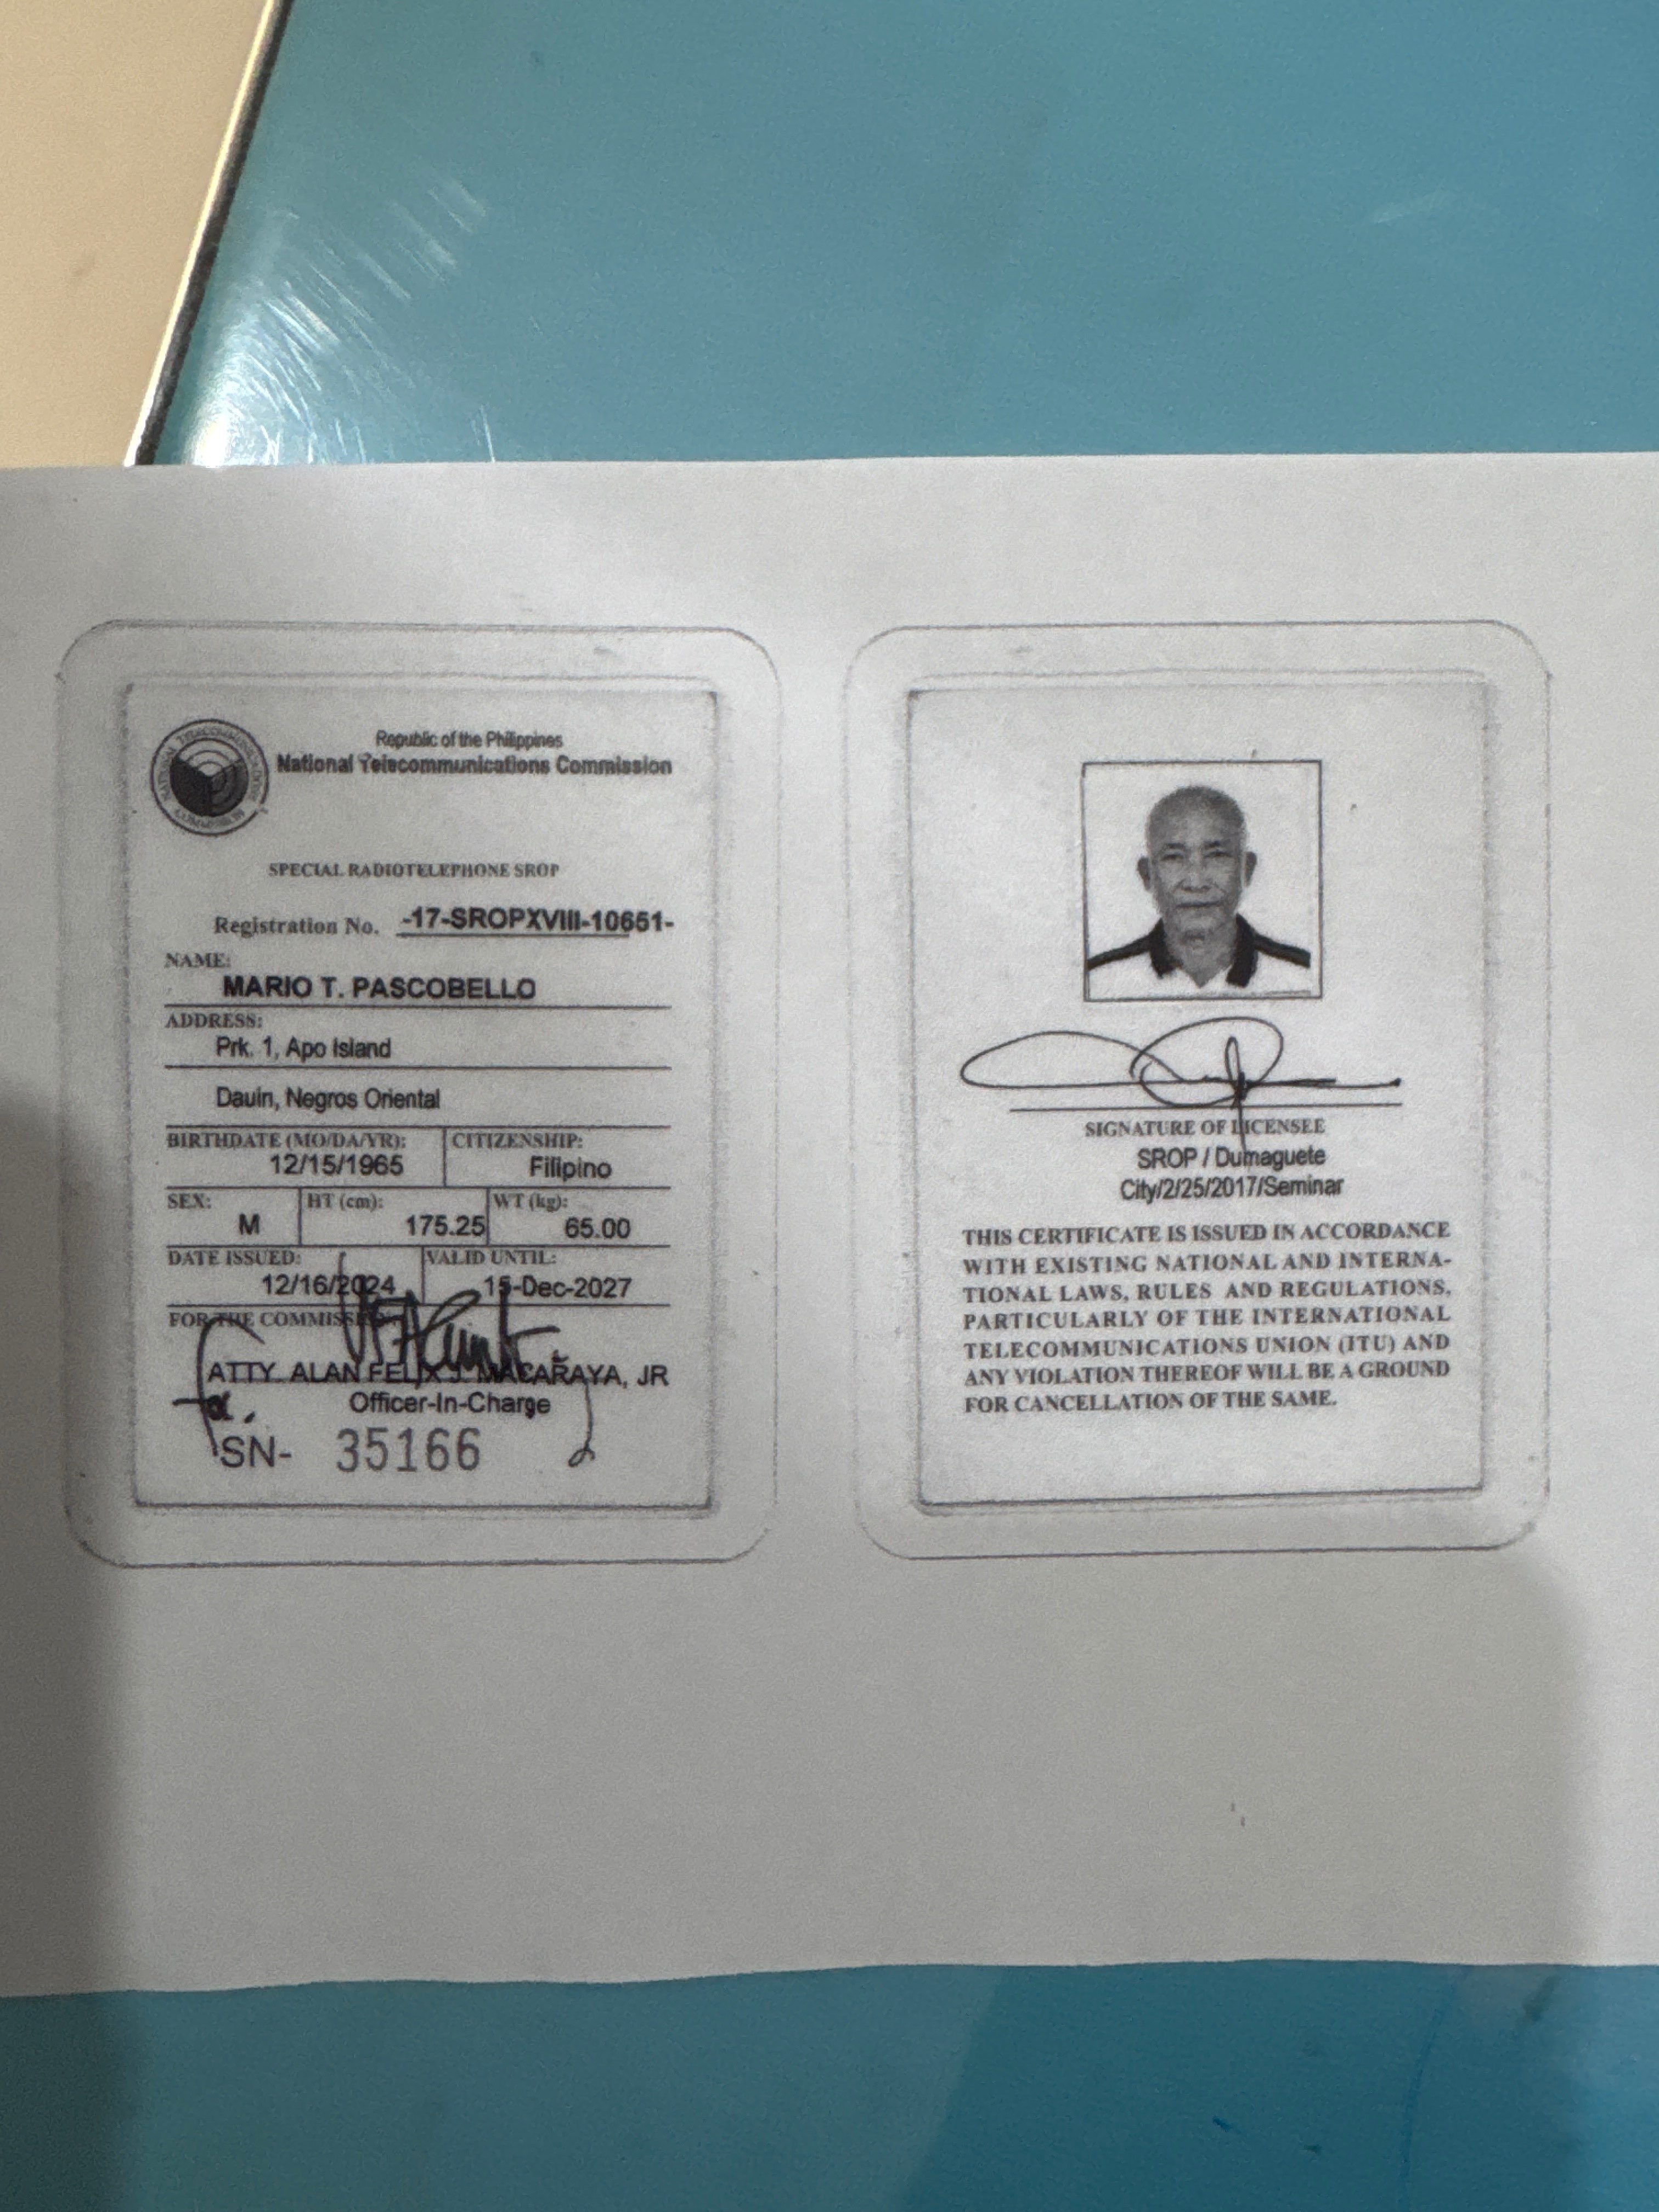 NATIONAL TELECOMMUNICATIONS COMMISSION
Republic of the Philippines
National Telecommunications Commission
SPECIAL RADIOTELEPHONE SROP
Registration No. -17-SROPXVIII-10651-
NAME:
MARIO T. PASCOBELLO
ADDRESS:
Prk. 1, Apo Island
Dauin, Negros Oriental
BIRTHDATE (MO/DA/YR): CITIZENSHIP:
12/15/1965 Filipino
SEX: HT (cm): WT (kg):
M 175.25 65.00
DATE ISSUED: VALID UNTIL:
12/16/2024 15-Dec-2027
FOR THE COMMISSION:
ATTY. ALAN FELIX J. MACARAYA, JR
Officer-In-Charge
SN- 35166
SIGNATURE OF LICENSEE
SROP / Dumaguete
City/2/25/2017/Seminar
THIS CERTIFICATE IS ISSUED IN ACCORDANCE
WITH EXISTING NATIONAL AND INTERNA-
TIONAL LAWS, RULES AND REGULATIONS,
PARTICULARLY OF THE INTERNATIONAL
TELECOMMUNICATIONS UNION (ITU) AND
ANY VIOLATION THEREOF WILL BE A GROUND
FOR CANCELLATION OF THE SAME.